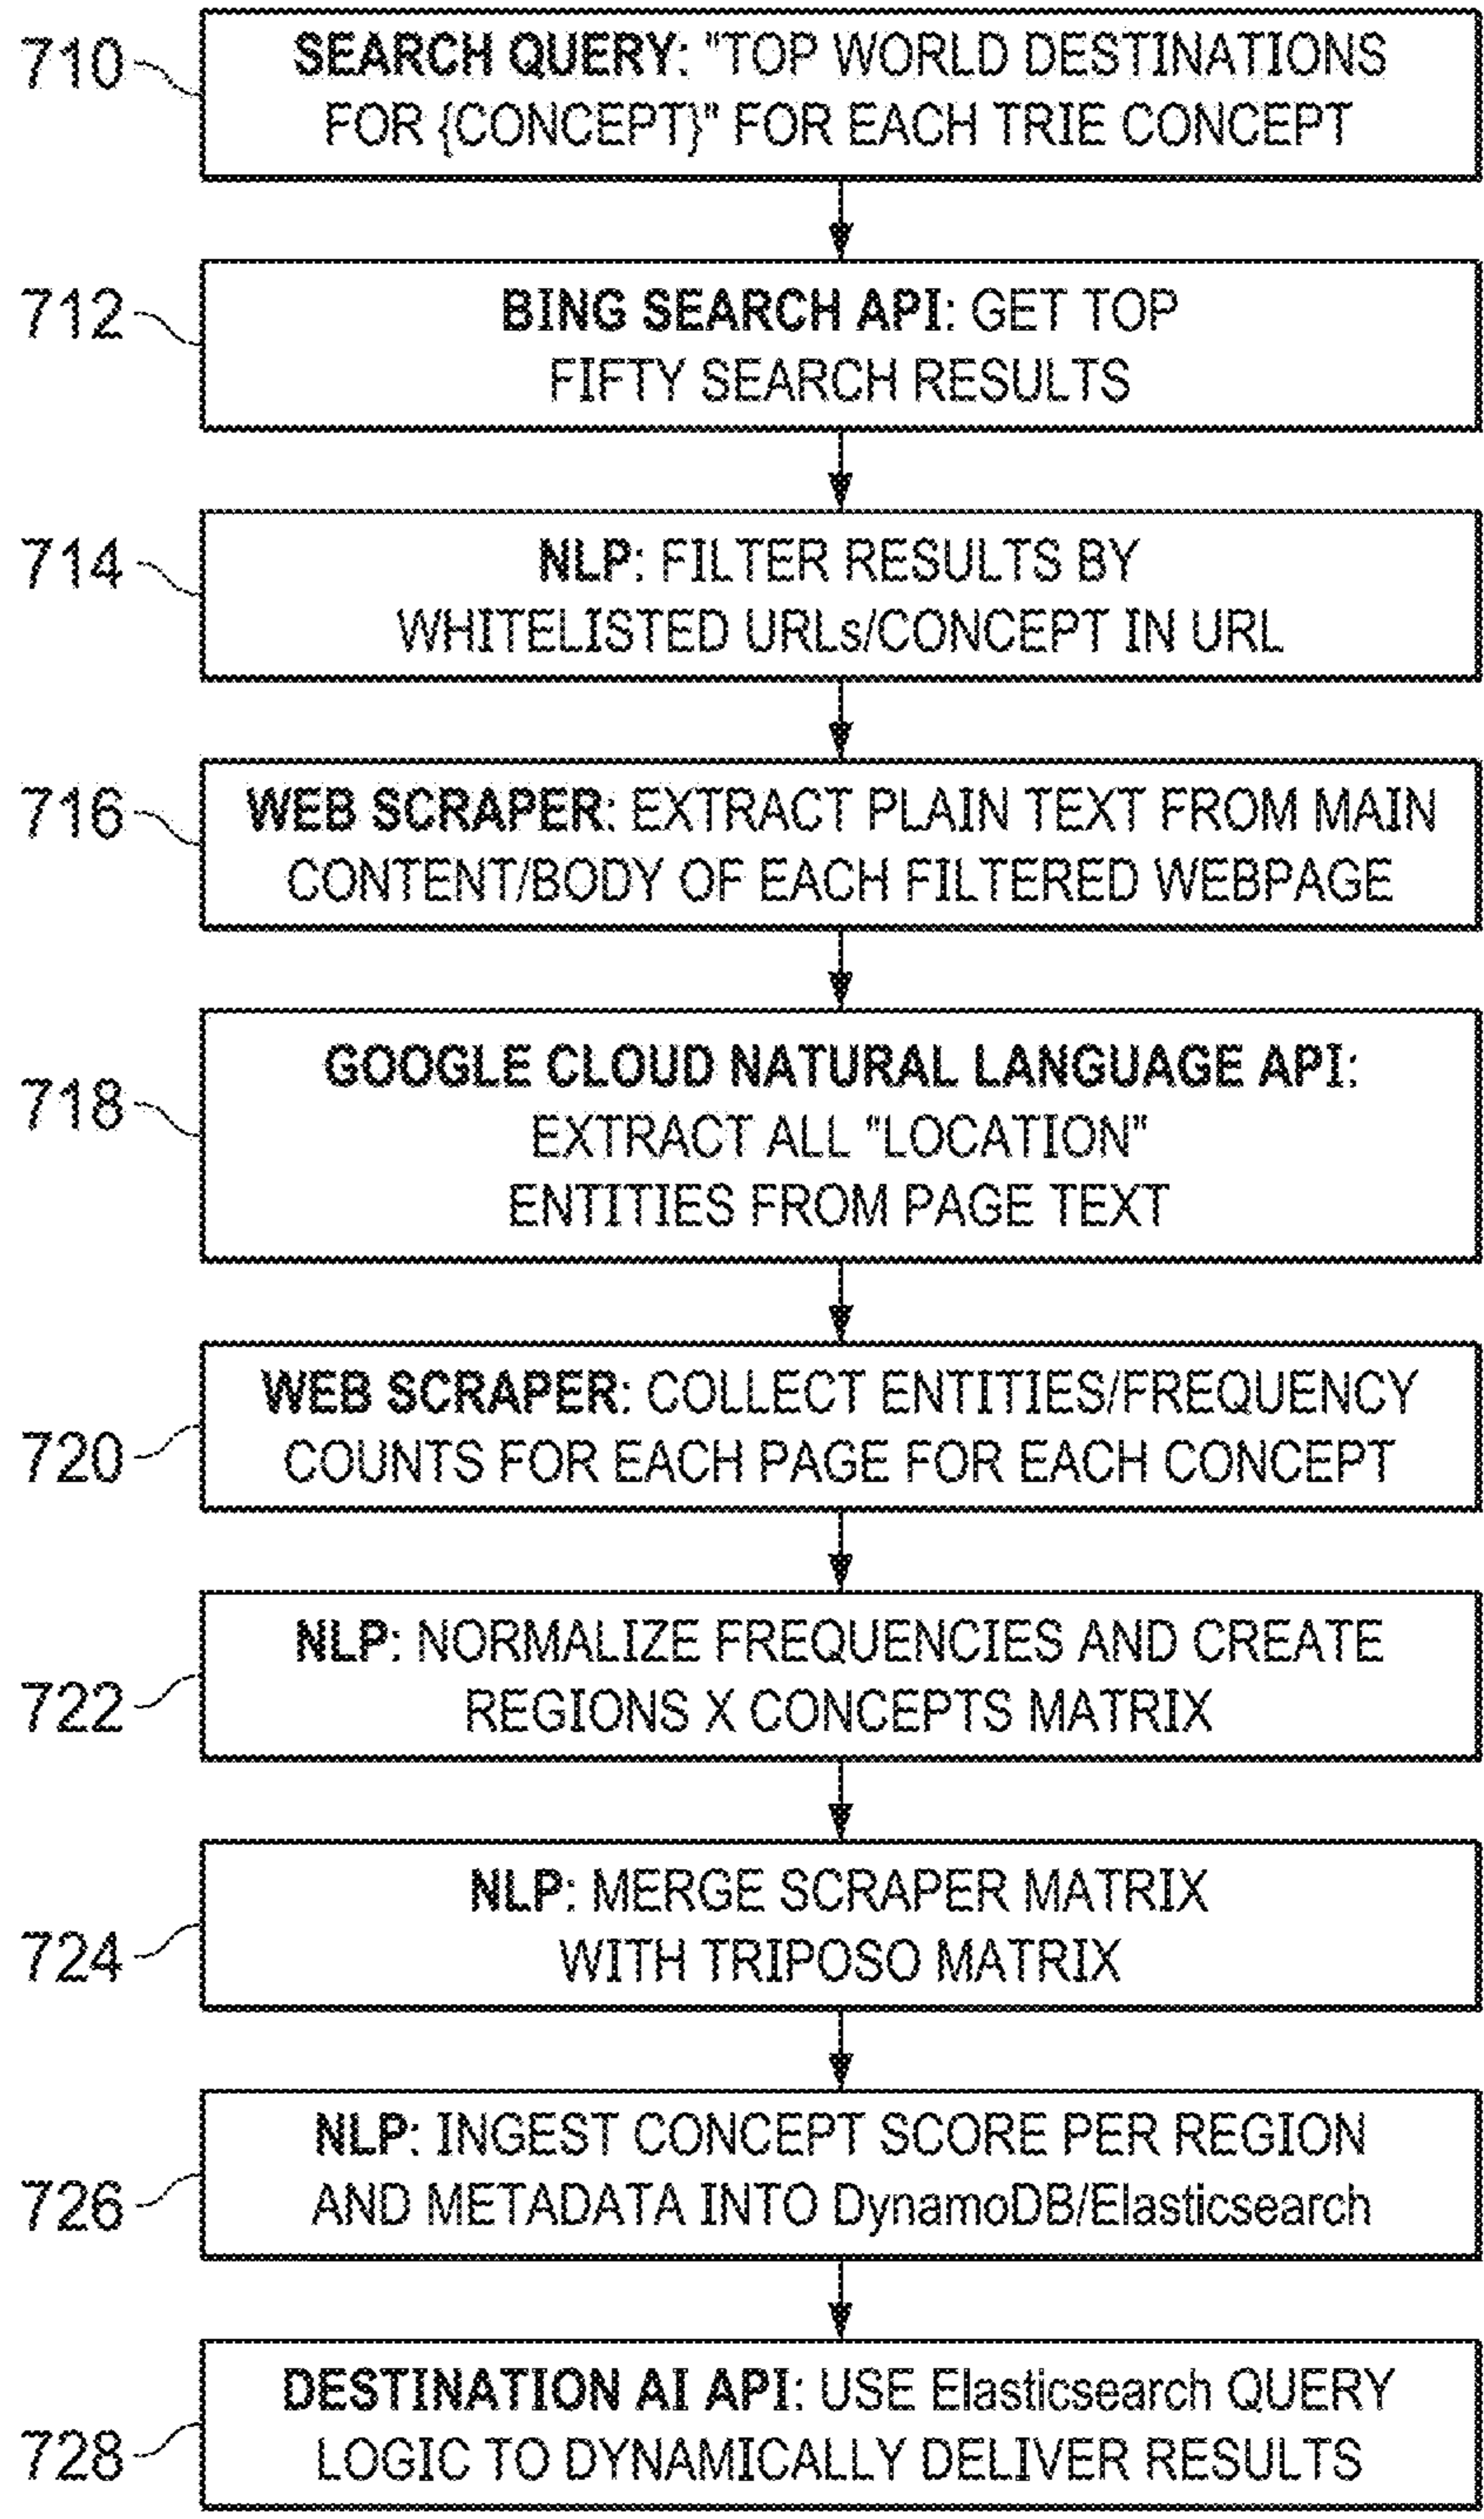 710
SEARCH QUERY: "TOP WORLD DESTINATIONS
FOR {CONCEPT}" FOR EACH TRIE CONCEPT
712
BING SEARCH API: GET TOP
FIFTY SEARCH RESULTS
714
NLP: FILTER RESULTS BY
WHITELISTED URLs/CONCEPT IN URL
716
WEB SCRAPER: EXTRACT PLAIN TEXT FROM MAIN
CONTENT/BODY OF EACH FILTERED WEBPAGE
718
GOOGLE CLOUD NATURAL LANGUAGE API:
EXTRACT ALL "LOCATION"
ENTITIES FROM PAGE TEXT
720
WEB SCRAPER: COLLECT ENTITIES/FREQUENCY
COUNTS FOR EACH PAGE FOR EACH CONCEPT
722
NLP: NORMALIZE FREQUENCIES AND CREATE
REGIONS X CONCEPTS MATRIX
724
NLP: MERGE SCRAPER MATRIX
WITH TRIPOSO MATRIX
726
NLP: INGEST CONCEPT SCORE PER REGION
AND METADATA INTO DynamoDB/Elasticsearch
728
DESTINATION AI API: USE Elasticsearch QUERY
LOGIC TO DYNAMICALLY DELIVER RESULTS